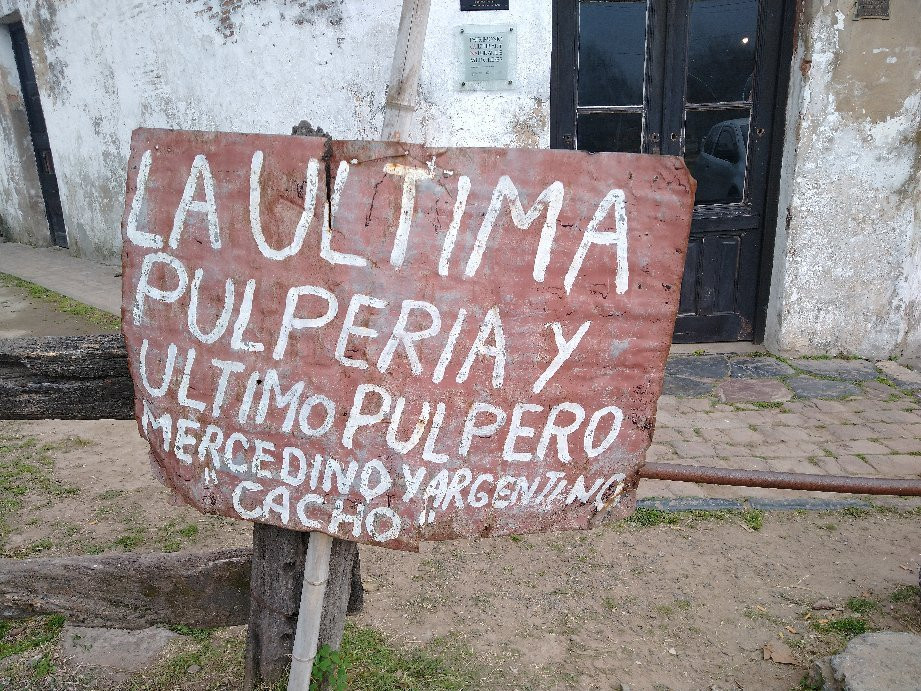 LA ULTIMA
PULPERIA Y
ULTIMO PULPERO
MERCEDINO Y ARGENTINO
"CACHO"